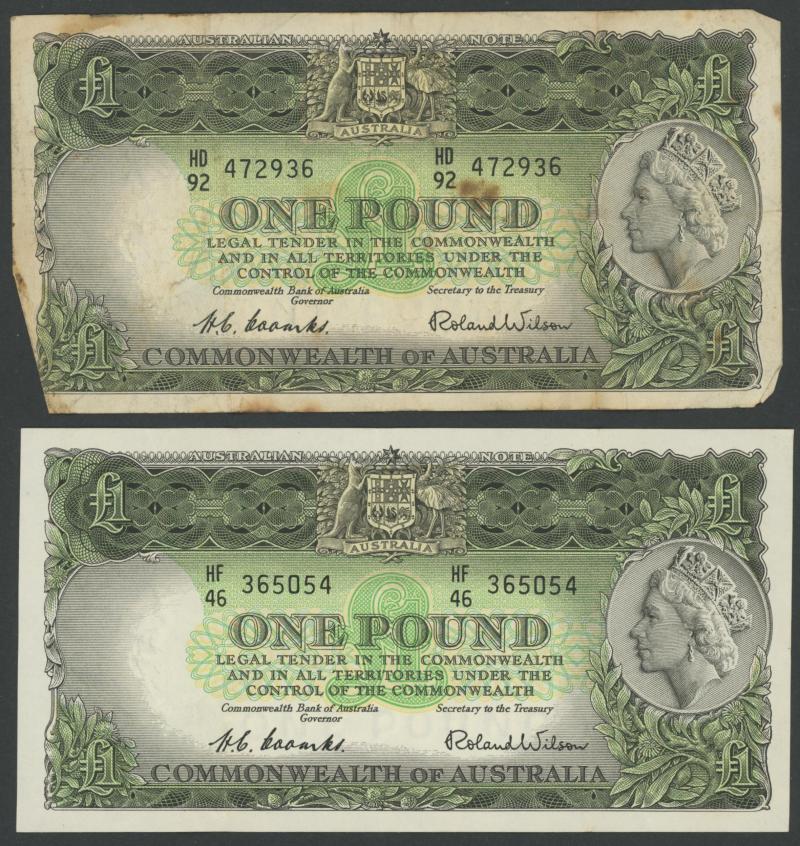 AUSTRALIAN NOTE
£1 £1
AUSTRALIA
HD 92 472936 HD 92 472936
ONE POUND
LEGAL TENDER IN THE COMMONWEALTH
AND IN ALL TERRITORIES UNDER THE
CONTROL OF THE COMMONWEALTH
Commonwealth Bank of Australia Secretary to the Treasury
Governor
H.C. Coombs. Roland Wilson
£1 COMMONWEALTH OF AUSTRALIA £1
AUSTRALIAN NOTE
£1 £1
AUSTRALIA
HF 46 365054 HF 46 365054
ONE POUND
LEGAL TENDER IN THE COMMONWEALTH
AND IN ALL TERRITORIES UNDER THE
CONTROL OF THE COMMONWEALTH
Commonwealth Bank of Australia Secretary to the Treasury
Governor
H.C. Coombs. Roland Wilson
£1 COMMONWEALTH OF AUSTRALIA £1